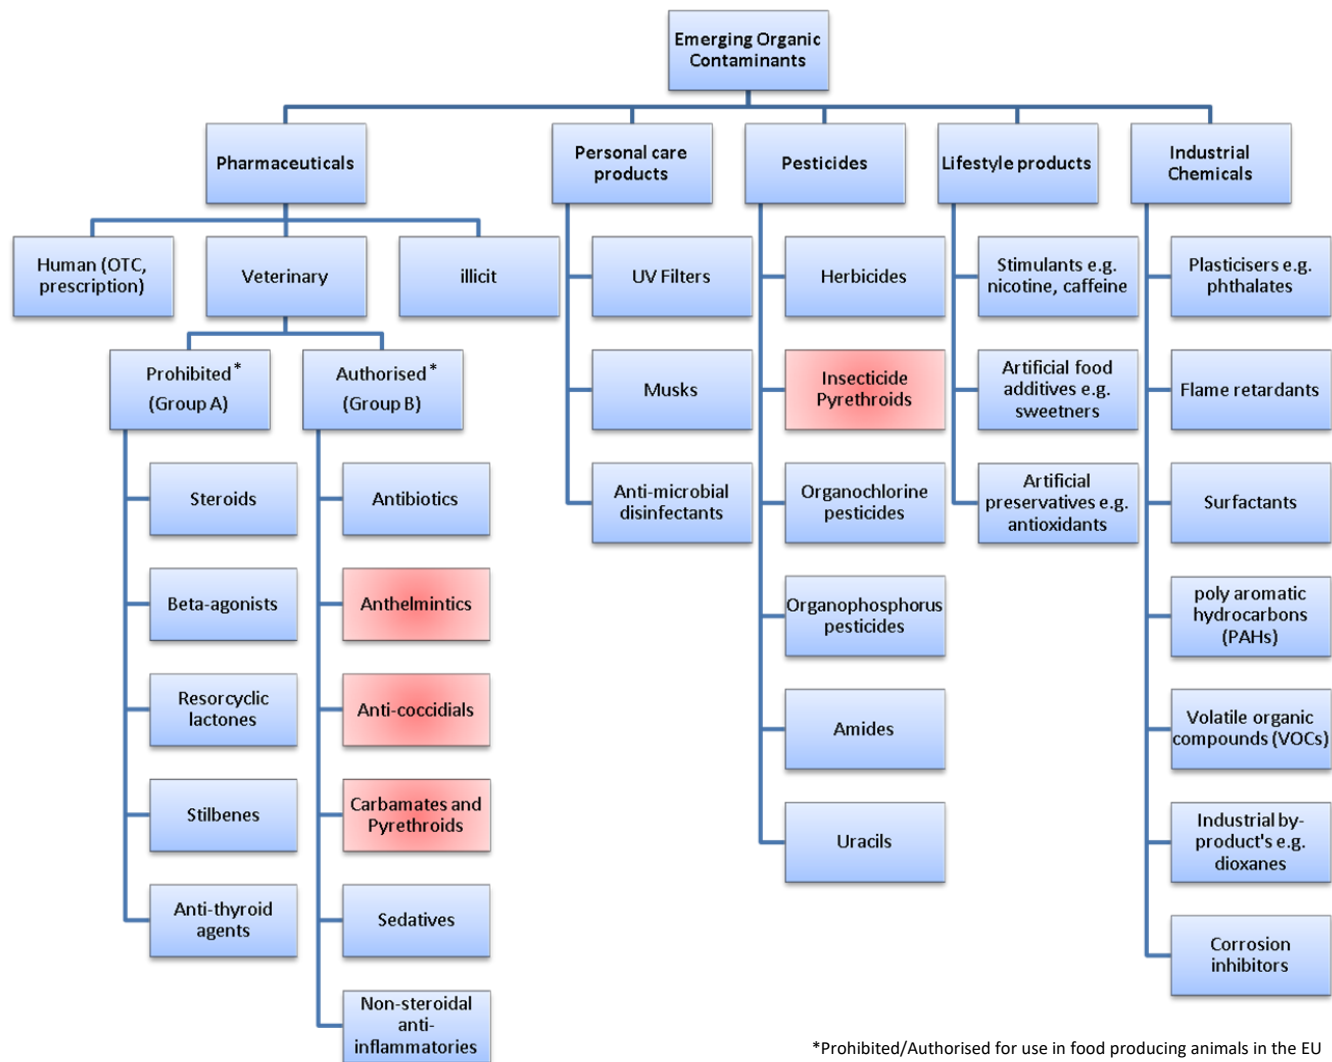 Emerging Organic
Contaminants
Pharmaceuticals
Personal care
products
Pesticides
Lifestyle products
Industrial
Chemicals
Human (OTC,
prescription)
Veterinary
illicit
UV Filters
Herbicides
Stimulants e.g.
nicotine, caffeine
Plasticisers e.g.
phthalates
Prohibited*
(Group A)
Authorised*
(Group B)
Musks
Insecticide
Pyrethroids
Artificial food
additives e.g.
sweetners
Flame retardants
Steroids
Antibiotics
Anti-microbial
disinfectants
Organochlorine
pesticides
Artificial
preservatives e.g.
antioxidants
Surfactants
Beta-agonists
Anthelmintics
Organophosphorus
pesticides
poly aromatic
hydrocarbons
(PAHs)
Resorcyclic
lactones
Anti-coccidials
Amides
Volatile organic
compounds (VOCs)
Stilbenes
Carbamates and
Pyrethroids
Uracils
Industrial by-
product's e.g.
dioxanes
Anti-thyroid
agents
Sedatives
Corrosion
inhibitors
Non-steroidal
anti-
inflammatories
*Prohibited/Authorised for use in food producing animals in the EU